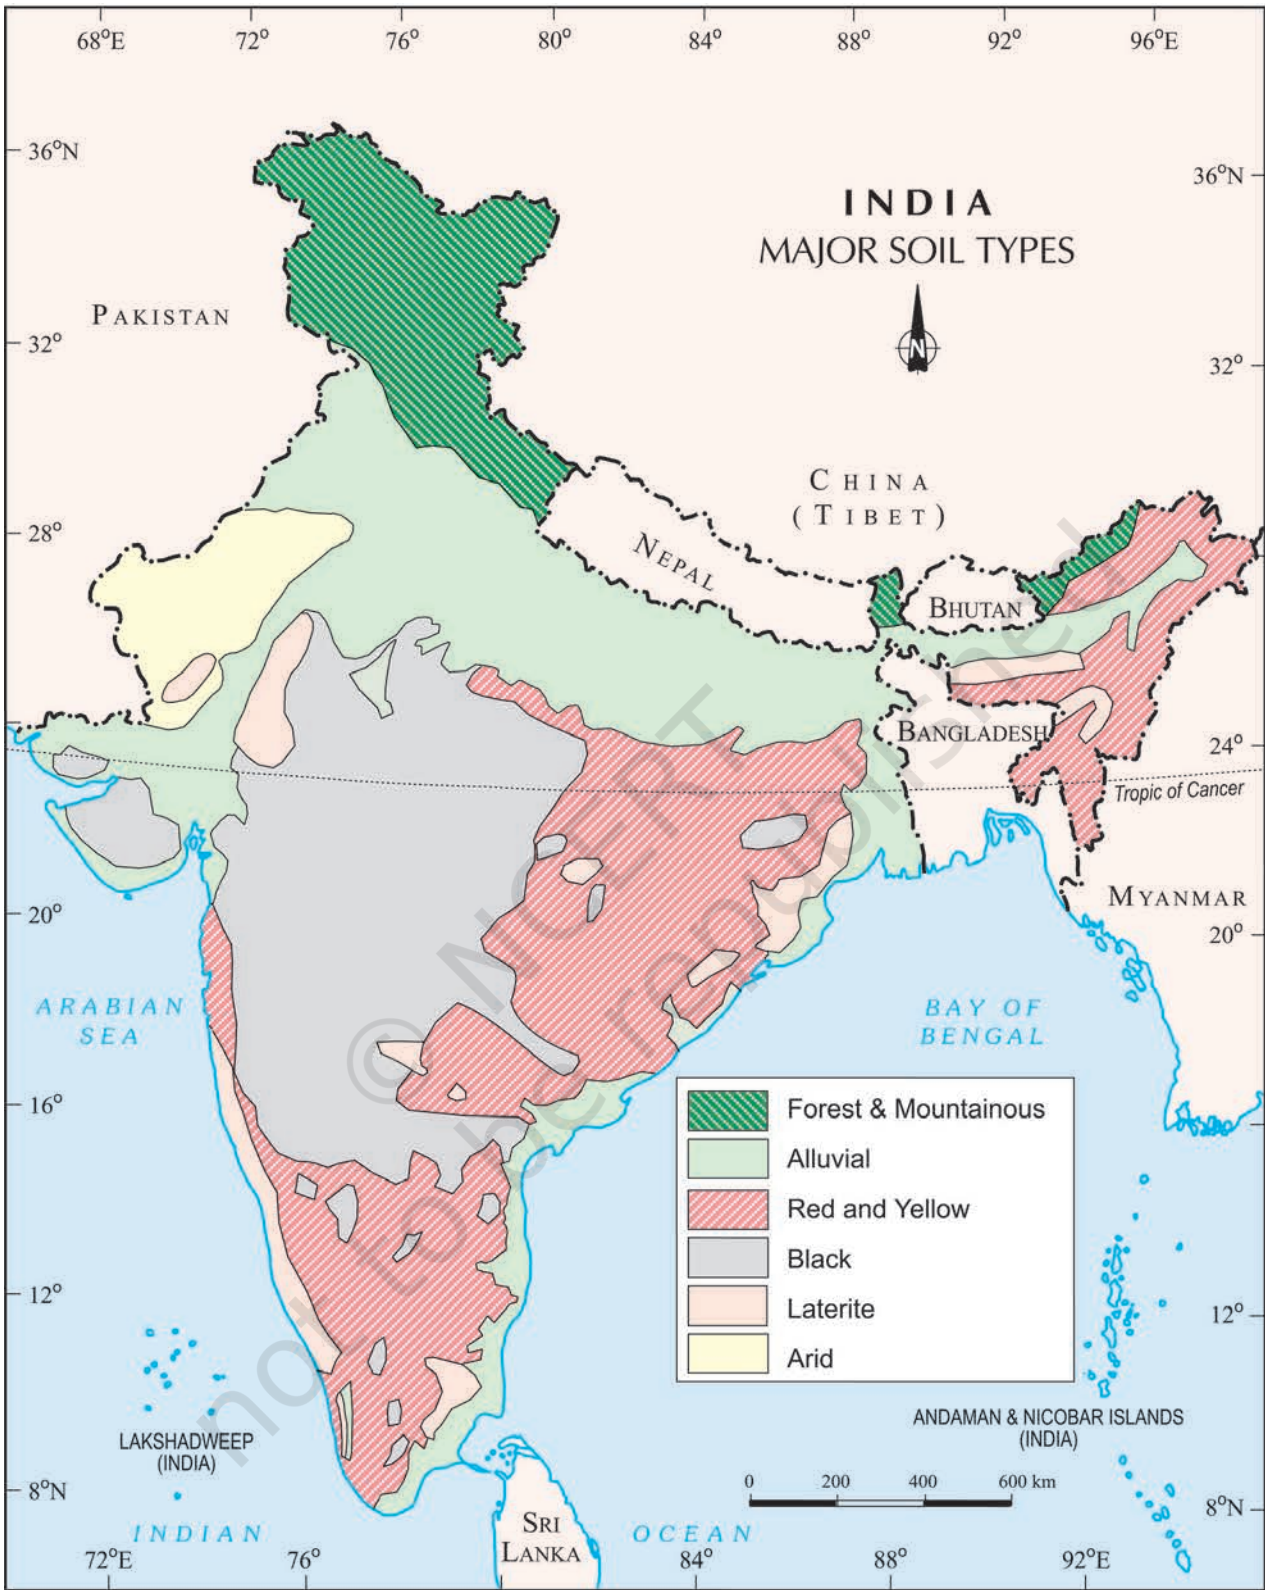 68°E 72° 76° 80° 84° 88° 92° 96°E
36°N
36°N
INDIA
MAJOR SOIL TYPES
N
PAKISTAN
32°
32°
CHINA
(TIBET)
28°
NEPAL
BHUTAN
BANGLADESH
24°
Tropic of Cancer
MYANMAR
20°
20°
ARABIAN
SEA
BAY OF
BENGAL
16°
Forest & Mountainous
Alluvial
Red and Yellow
Black
Laterite
Arid
12°
12°
LAKSHADWEEP
(INDIA)
ANDAMAN & NICOBAR ISLANDS
(INDIA)
0 200 400 600 km
8°N
8°N
INDIAN OCEAN
SRI
LANKA
72°E 76° 84° 88° 92°E
© NCERT
not to be republished